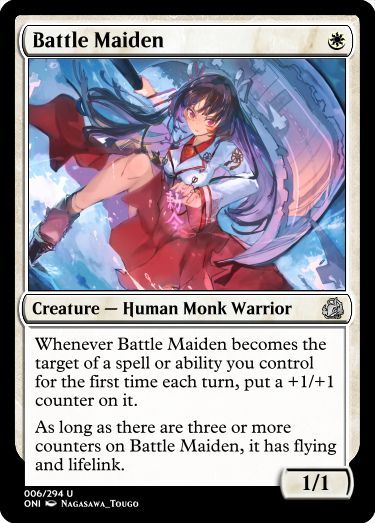 Battle Maiden
Creature — Human Monk Warrior
Whenever Battle Maiden becomes the
target of a spell or ability you control
for the first time each turn, put a +1/+1
counter on it.
As long as there are three or more
counters on Battle Maiden, it has flying
and lifelink.
1/1
006/294 U
ONI Nagasawa_Tougo